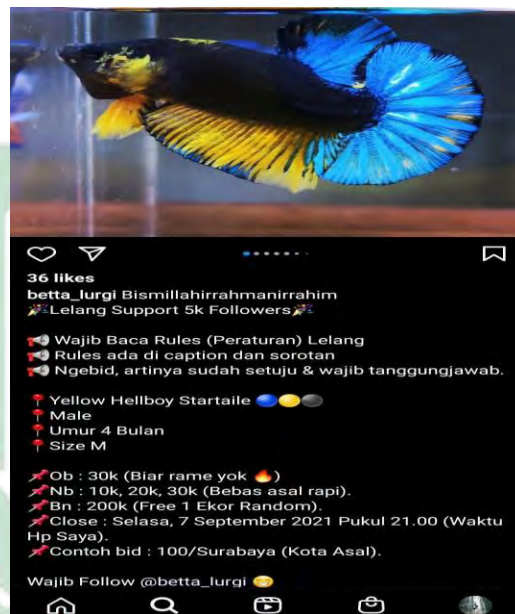 36 likes
betta_lurgi Bismillahirrahmanirrahim
🎉Lelang Support 5k Followers🎉
📢 Wajib Baca Rules (Peraturan) Lelang
📢 Rules ada di caption dan sorotan
📢 Ngebid, artinya sudah setuju & wajib tanggungjawab.
📍Yellow Hellboy Startaile 🔵🟡⚫
📍Male
📍Umur 4 Bulan
📍Size M
📌Ob : 30k (Biar rame yok 🔥)
📌Nb : 10k, 20k, 30k (Bebas asal rapi).
📌Bn : 200k (Free 1 Ekor Random).
📌Close : Selasa, 7 September 2021 Pukul 21.00 (Waktu
Hp Saya).
📌Contoh bid : 100/Surabaya (Kota Asal).
Wajib Follow @betta_lurgi 😁